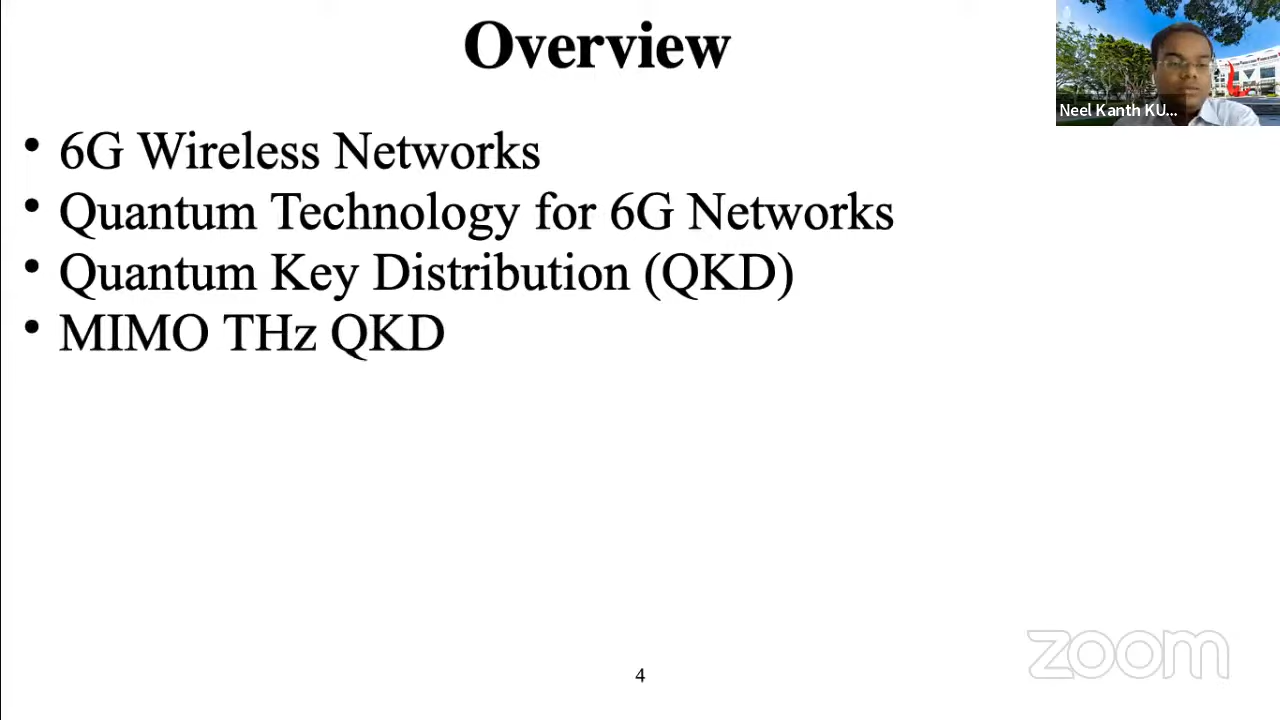 Overview
Neel Kanth KU...
• 6G Wireless Networks
• Quantum Technology for 6G Networks
• Quantum Key Distribution (QKD)
• MIMO THz QKD
zoom
4